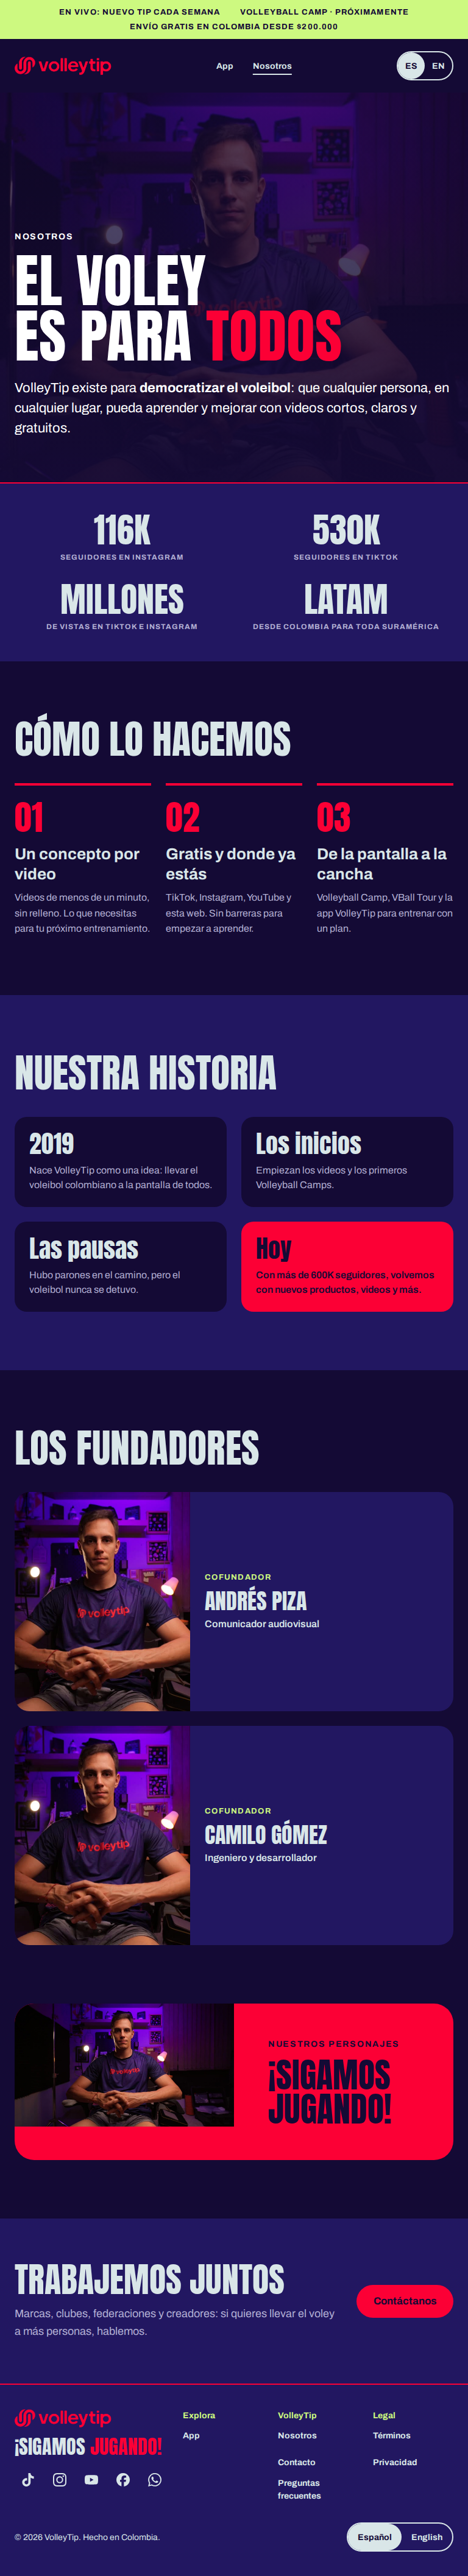 EN VIVO: NUEVO TIP CADA SEMANA
VOLLEYBALL CAMP · PRÓXIMAMENTE
ENVÍO GRATIS EN COLOMBIA DESDE $200.000
volleytip
App
Nosotros
ES
EN
NOSOTROS
EL VOLEY
ES PARA TODOS
VolleyTip existe para democratizar el voleibol: que cualquier persona, en
cualquier lugar, pueda aprender y mejorar con videos cortos, claros y
gratuitos.
116K
SEGUIDORES EN INSTAGRAM
530K
SEGUIDORES EN TIKTOK
MILLONES
DE VISTAS EN TIKTOK E INSTAGRAM
LATAM
DESDE COLOMBIA PARA TODA SURAMÉRICA
CÓMO LO HACEMOS
01
Un concepto por
video
Videos de menos de un minuto,
sin relleno. Lo que necesitas
para tu próximo entrenamiento.
02
Gratis y donde ya
estás
TikTok, Instagram, YouTube y
esta web. Sin barreras para
empezar a aprender.
03
De la pantalla a la
cancha
Volleyball Camp, VBall Tour y la
app VolleyTip para entrenar con
un plan.
NUESTRA HISTORIA
2019
Nace VolleyTip como una idea: llevar el
voleibol colombiano a la pantalla de todos.
Los inicios
Empiezan los videos y los primeros
Volleyball Camps.
Las pausas
Hubo parones en el camino, pero el
voleibol nunca se detuvo.
Hoy
Con más de 600K seguidores, volvemos
con nuevos productos, videos y más.
LOS FUNDADORES
volleytip
COFUNDADOR
ANDRÉS PIZA
Comunicador audiovisual
volleytip
COFUNDADOR
CAMILO GÓMEZ
Ingeniero y desarrollador
volleytip
NUESTROS PERSONAJES
¡SIGAMOS
JUGANDO!
TRABAJEMOS JUNTOS
Marcas, clubes, federaciones y creadores: si quieres llevar el voley
a más personas, hablemos.
Contáctanos
volleytip
¡SIGAMOS JUGANDO!
Explora
App
VolleyTip
Nosotros
Contacto
Preguntas
frecuentes
Legal
Términos
Privacidad
© 2026 VolleyTip. Hecho en Colombia.
Español
English